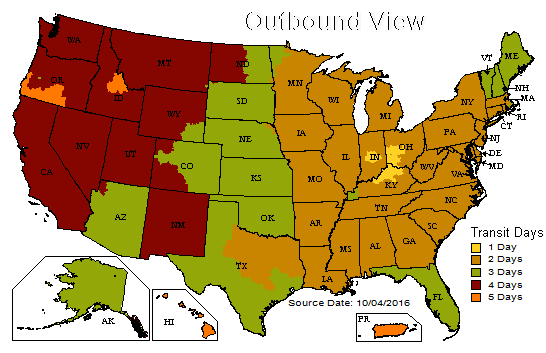 Outbound View
WA
MT
ND
MN
VT
ME
OR
ID
SD
WI
MI
NY
NH
MA
RI
CT
WY
IA
PA
NJ
NV
UT
NE
IL
IN
OH
DE
MD
CA
CO
KS
MO
KY
WV
VA
AZ
NM
OK
AR
TN
NC
SC
TX
LA
MS
AL
GA
FL
AK
HI
PR
Source Date: 10/04/2016
Transit Days
1 Day
2 Days
3 Days
4 Days
5 Days